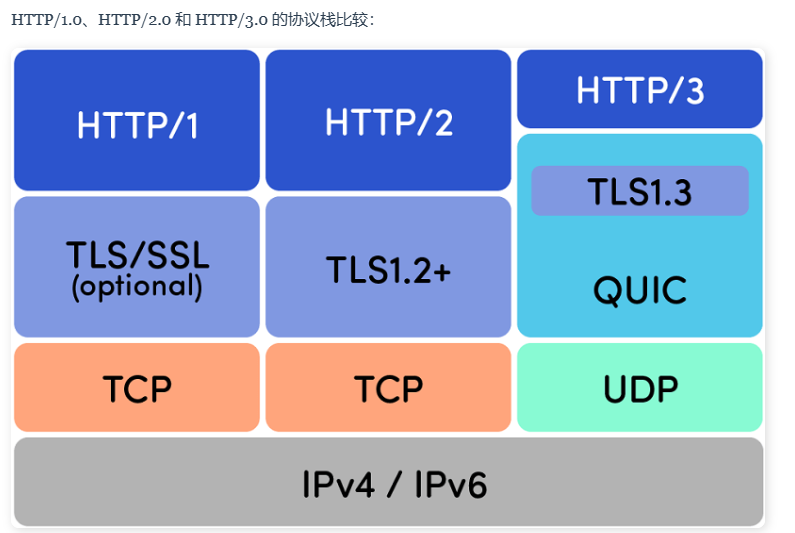 HTTP/1.0、HTTP/2.0 和 HTTP/3.0 的协议栈比较：
HTTP/1
HTTP/2
HTTP/3
TLS/SSL
(optional)
TLS1.2+
TLS1.3
QUIC
TCP
TCP
UDP
IPv4 / IPv6